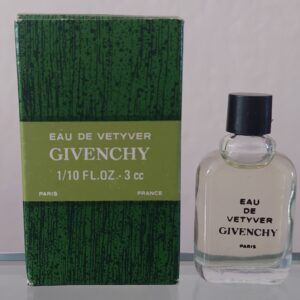 EAU DE VETYVER
GIVENCHY
1/10 FL.OZ.-3 cc
PARIS FRANCE
EAU
DE
VETYVER
GIVENCHY
PARIS